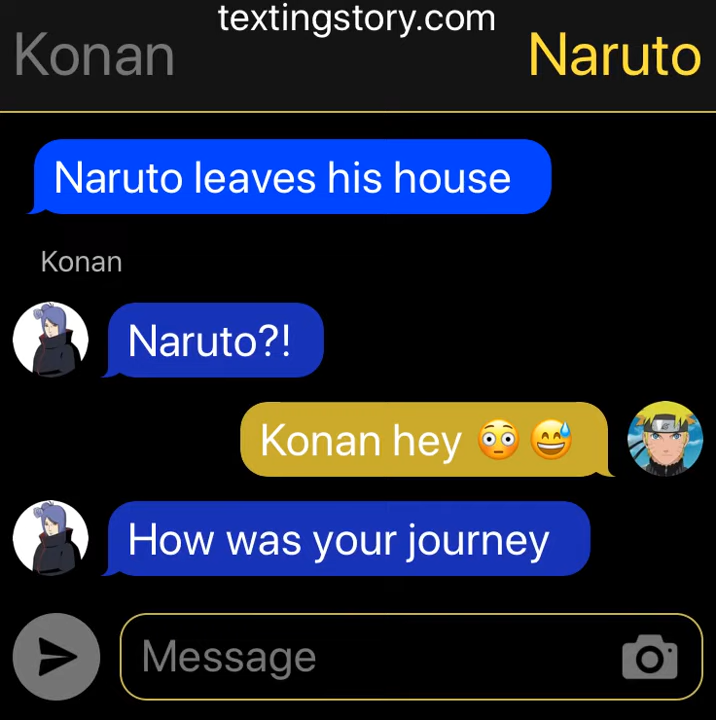 textingstory.com
Konan Naruto
Naruto leaves his house
Konan
Naruto?!
Konan hey 😳 😅
How was your journey
Message